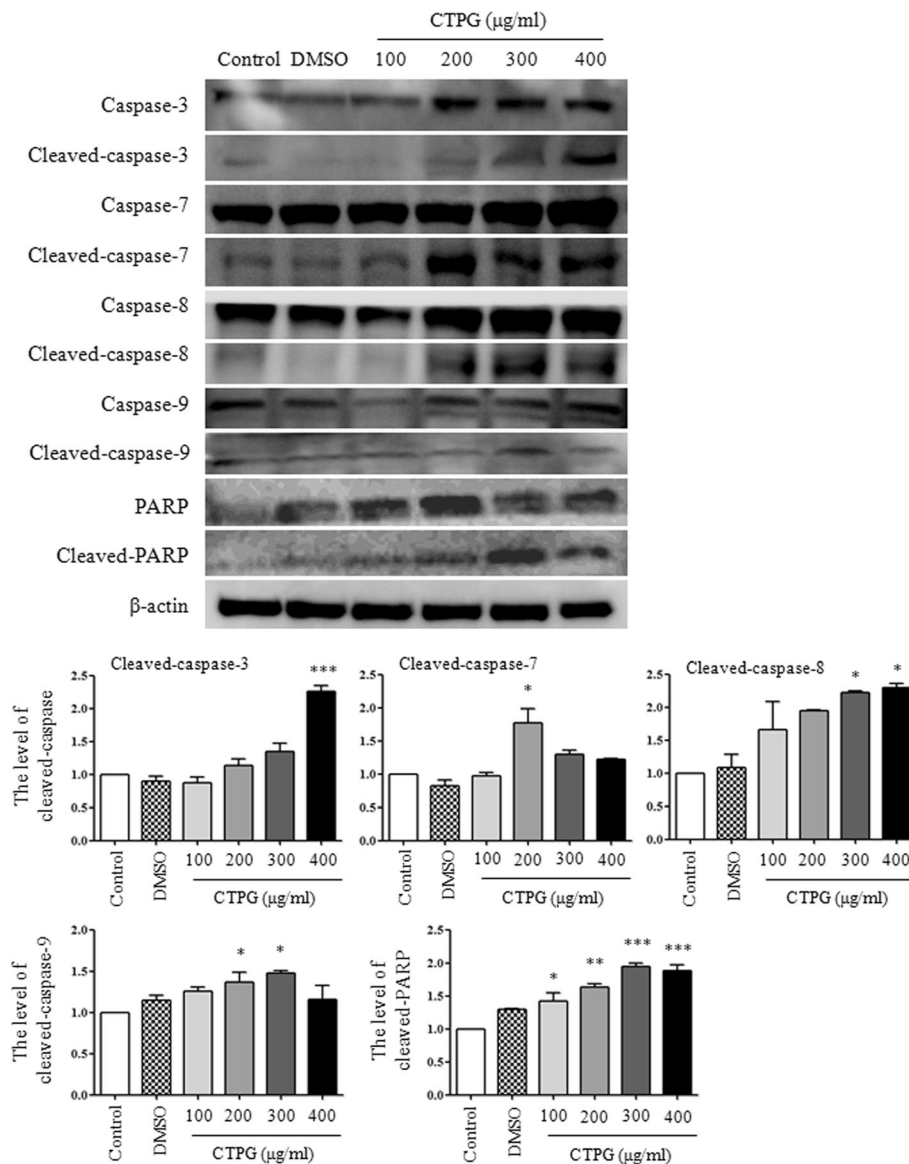 CTPG (μg/ml)
Control DMSO 100 200 300 400
Caspase-3
Cleaved-caspase-3
Caspase-7
Cleaved-caspase-7
Caspase-8
Cleaved-caspase-8
Caspase-9
Cleaved-caspase-9
PARP
Cleaved-PARP
β-actin
The level of
cleaved-caspase
Cleaved-caspase-3
***
2.5
2.0
1.5
1.0
0.5
0.0
Control DMSO 100 200 300 400
CTPG (μg/ml)
Cleaved-caspase-7
*
2.5
2.0
1.5
1.0
0.5
0.0
Control DMSO 100 200 300 400
CTPG (μg/ml)
Cleaved-caspase-8
* *
2.5
2.0
1.5
1.0
0.5
0.0
Control DMSO 100 200 300 400
CTPG (μg/ml)
The level of
cleaved-caspase-9
* *
2.0
1.5
1.0
0.5
0.0
Control DMSO 100 200 300 400
CTPG (μg/ml)
The level of
cleaved-PARP
* ** *** ***
2.5
2.0
1.5
1.0
0.5
0.0
Control DMSO 100 200 300 400
CTPG (μg/ml)